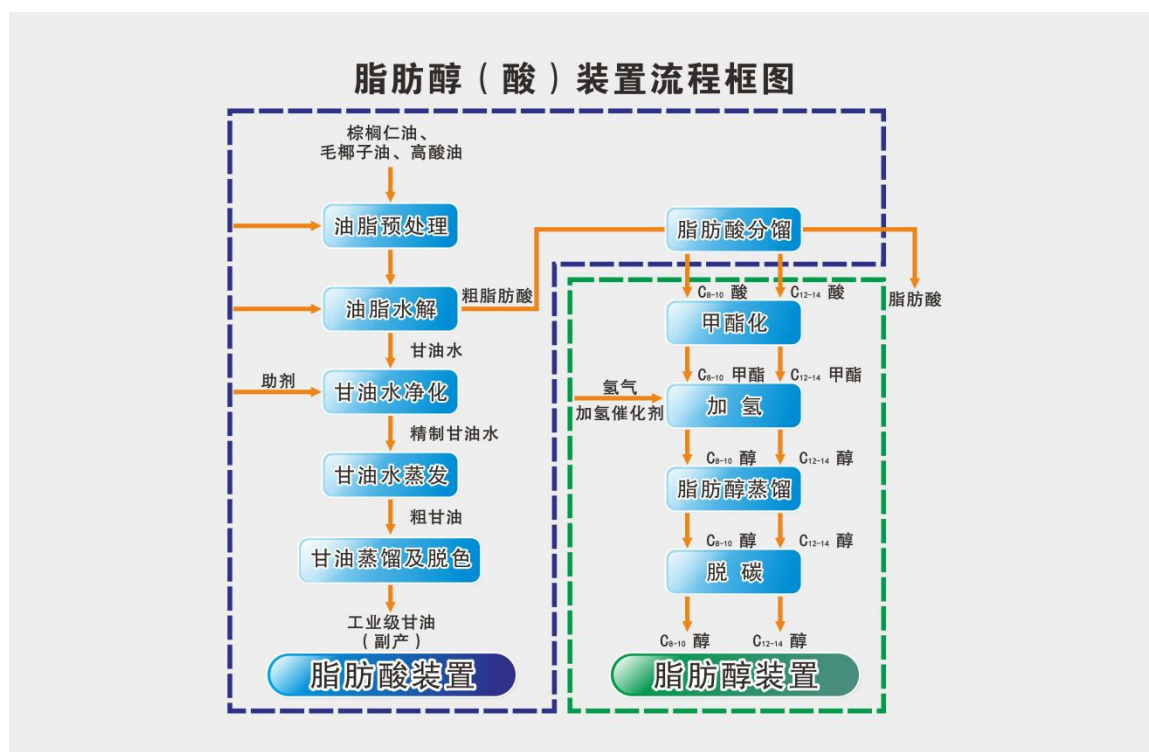 脂肪醇（酸）装置流程框图
棕榈仁油、
毛椰子油、高酸油
油脂预处理
油脂水解
粗脂肪酸
甘油水
助剂
甘油水净化
精制甘油水
甘油水蒸发
粗甘油
甘油蒸馏及脱色
工业级甘油
（副产）
脂肪酸装置
脂肪酸分馏
脂肪酸
C₈₋₁₀ 酸
C₁₂₋₁₄ 酸
甲酯化
C₈₋₁₀ 甲酯
C₁₂₋₁₄ 甲酯
氢气
加氢催化剂
加氢
C₈₋₁₀ 醇
C₁₂₋₁₄ 醇
脂肪醇蒸馏
C₈₋₁₀ 醇
C₁₂₋₁₄ 醇
脱碳
C₈₋₁₀ 醇
C₁₂₋₁₄ 醇
脂肪醇装置